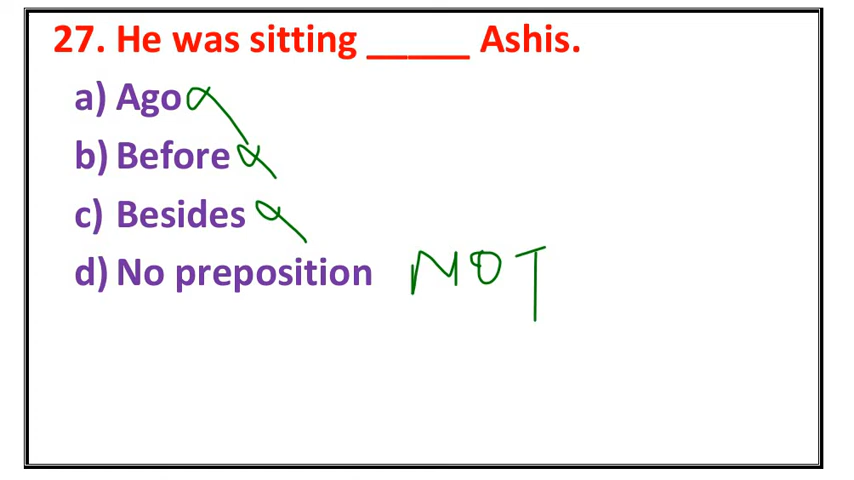 27. He was sitting _____ Ashis.
a) Ago
b) Before
c) Besides
d) No preposition NOT